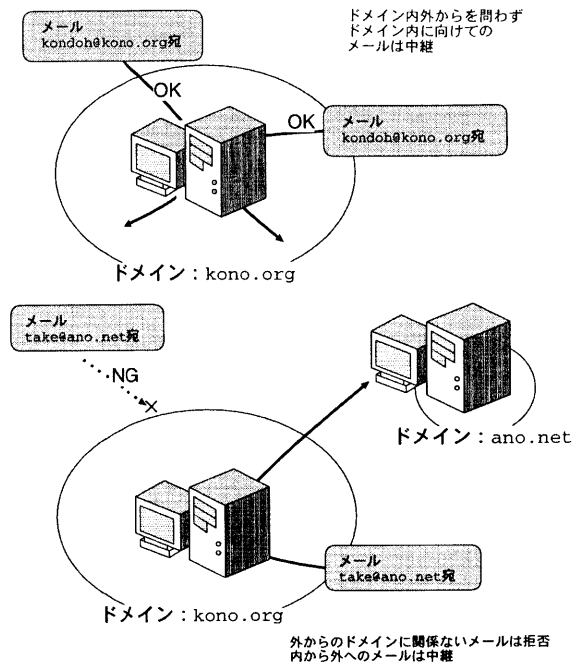 メール
kondoh@kono.org宛
ドメイン内外からを問わず
ドメイン内に向けての
メールは中継
OK
OK
メール
kondoh@kono.org宛
ドメイン：kono.org
メール
take@ano.net宛
NG
ドメイン：ano.net
メール
take@ano.net宛
ドメイン：kono.org
外からのドメインに関係ないメールは拒否
内から外へのメールは中継